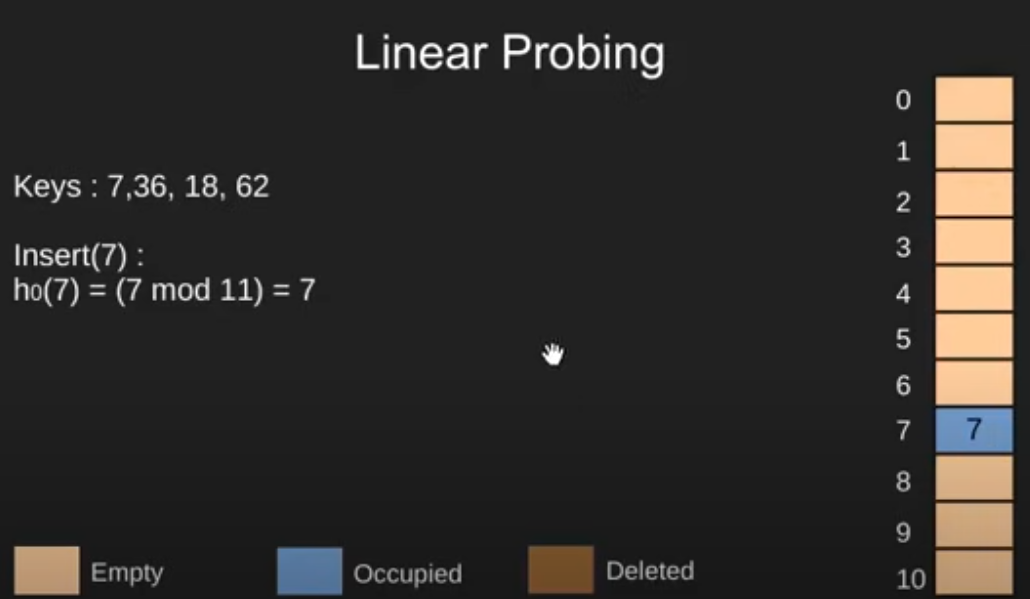 Linear Probing
Keys : 7,36, 18, 62
Insert(7) :
h₀(7) = (7 mod 11) = 7
0
1
2
3
4
5
6
7 7
8
9
10
Empty
Occupied
Deleted